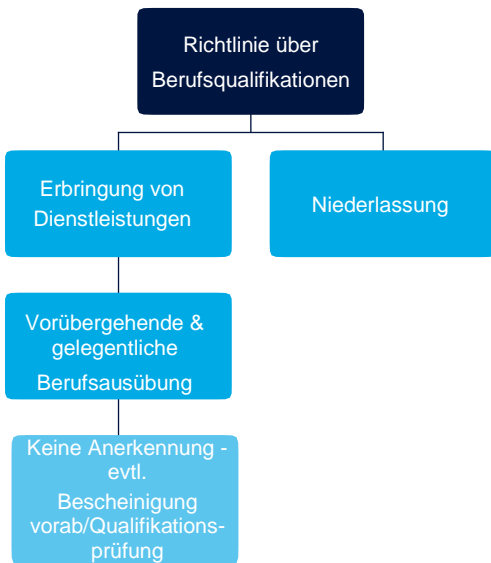 Richtlinie über
Berufsqualifikationen
Erbringung von
Dienstleistungen
Niederlassung
Vorübergehende &
gelegentliche
Berufsausübung
Keine Anerkennung -
evtl.
Bescheinigung
vorab/Qualifikations-
prüfung